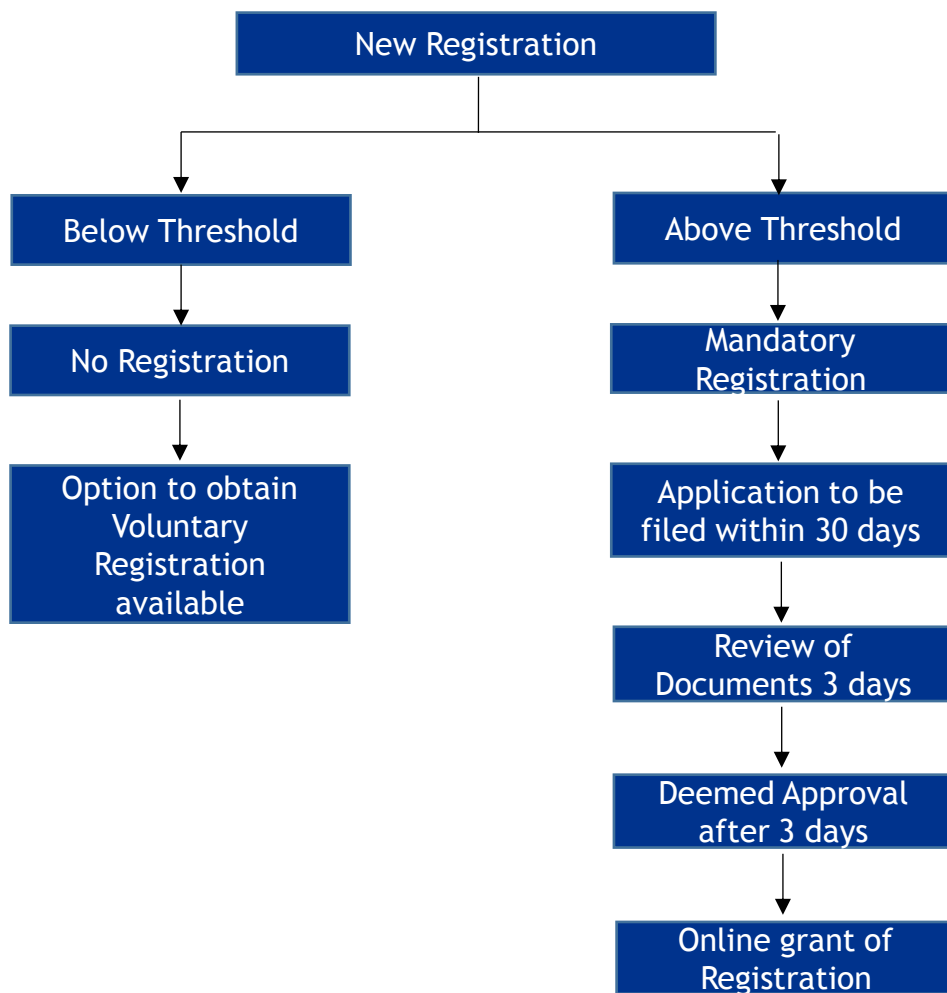 New Registration
Below Threshold
Above Threshold
No Registration
Mandatory
Registration
Option to obtain
Voluntary
Registration
available
Application to be
filed within 30 days
Review of
Documents 3 days
Deemed Approval
after 3 days
Online grant of
Registration